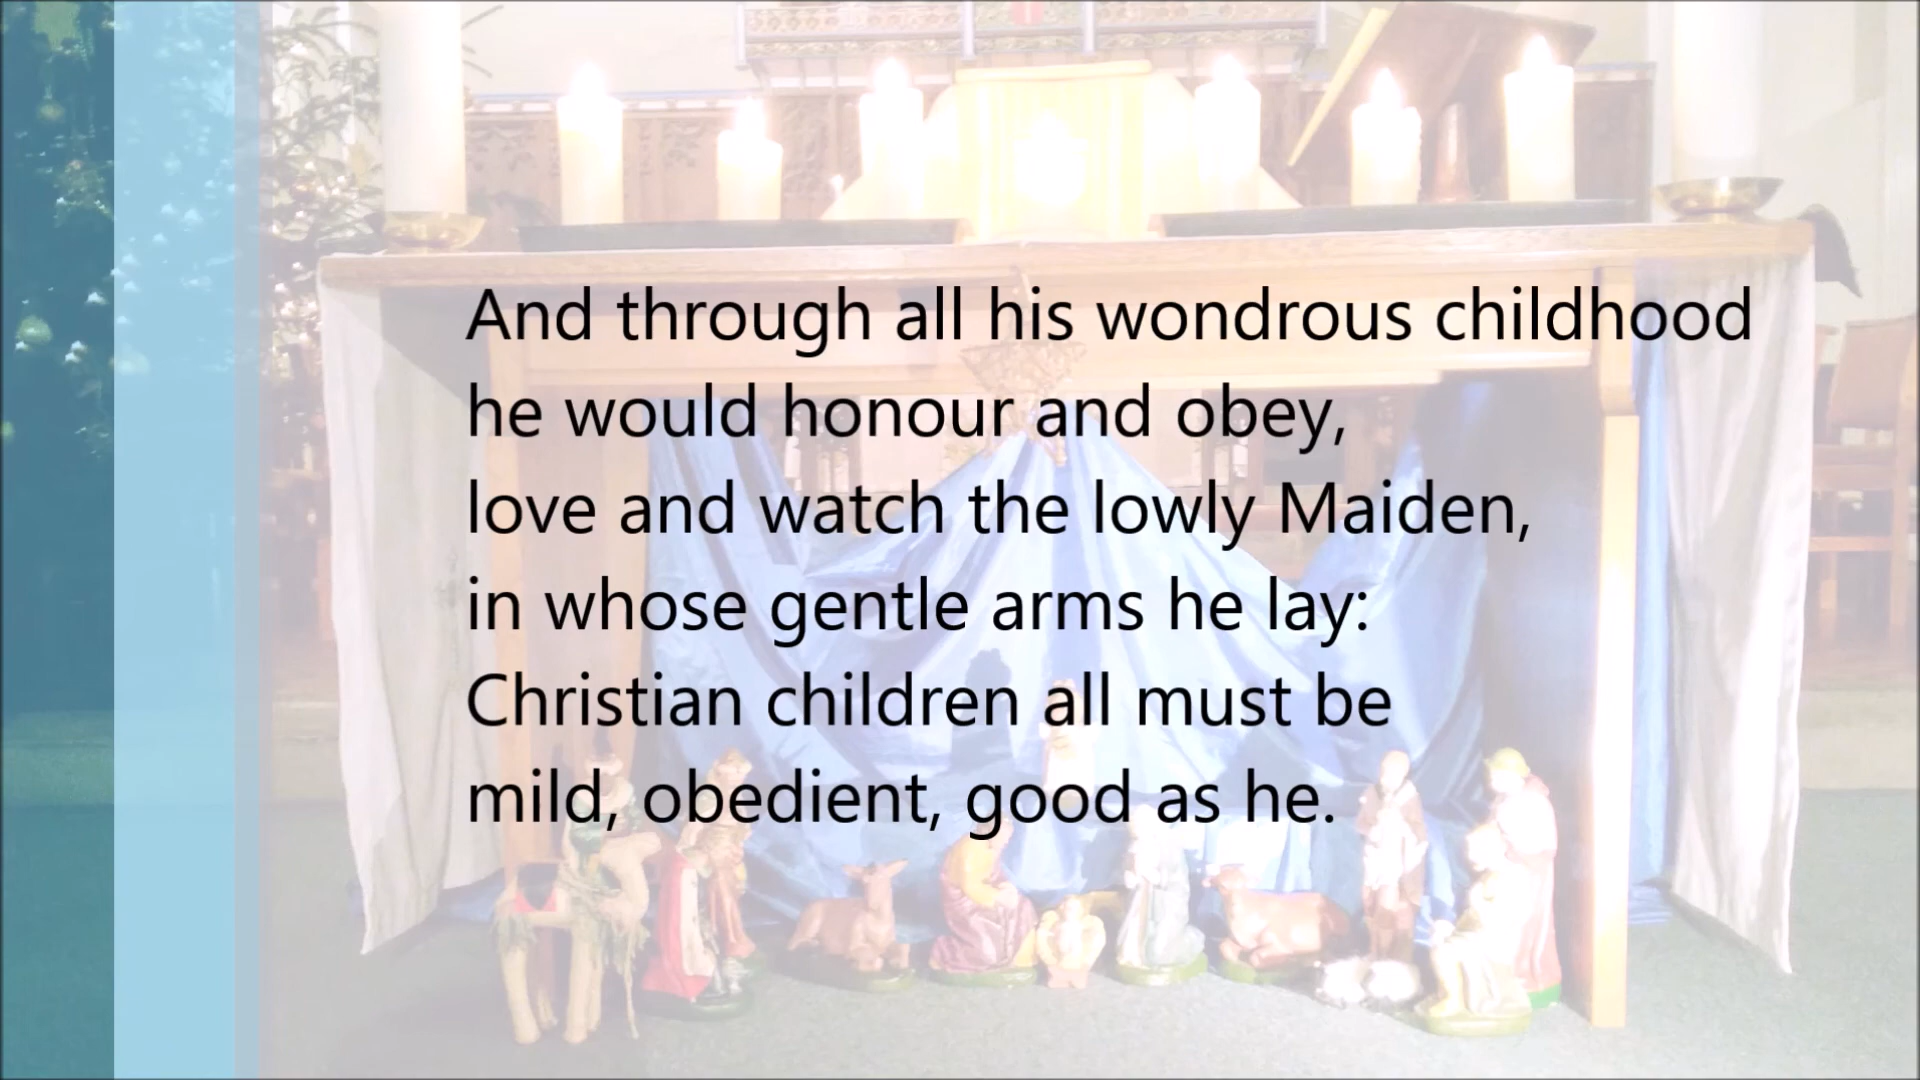 And through all his wondrous childhood
he would honour and obey,
love and watch the lowly Maiden,
in whose gentle arms he lay:
Christian children all must be
mild, obedient, good as he.